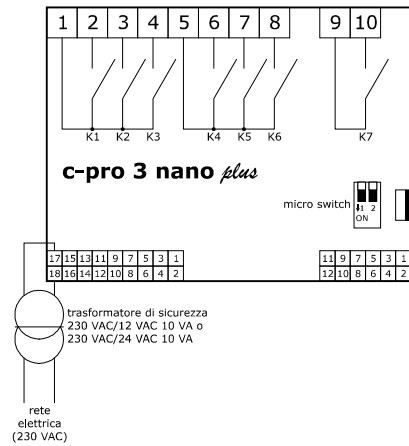 1 2 3 4 5 6 7 8 9 10
K1 K2 K3 K4 K5 K6 K7
c-pro 3 nano plus
micro switch
1 2
ON
17 15 13 11 9 7 5 3 1
18 16 14 12 10 8 6 4 2
11 9 7 5 3 1
12 10 8 6 4 2
trasformatore di sicurezza
230 VAC/12 VAC 10 VA o
230 VAC/24 VAC 10 VA
rete
elettrica
(230 VAC)